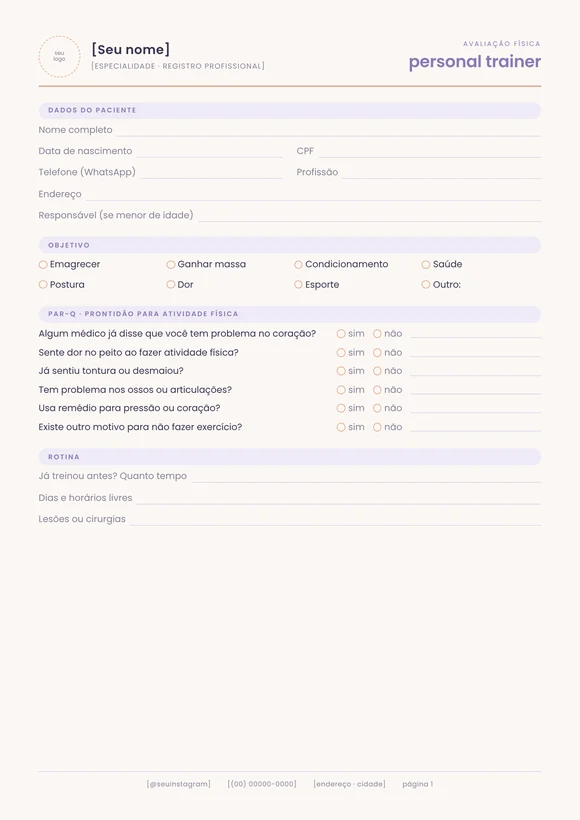 seu
logo
[Seu nome]
[ESPECIALIDADE · REGISTRO PROFISSIONAL]
AVALIAÇÃO FÍSICA
personal trainer
DADOS DO PACIENTE
Nome completo
Data de nascimento CPF
Telefone (WhatsApp) Profissão
Endereço
Responsável (se menor de idade)
OBJETIVO
Emagrecer Ganhar massa Condicionamento Saúde
Postura Dor Esporte Outro:
PAR-Q · PRONTIDÃO PARA ATIVIDADE FÍSICA
Algum médico já disse que você tem problema no coração? sim não
Sente dor no peito ao fazer atividade física? sim não
Já sentiu tontura ou desmaiou? sim não
Tem problema nos ossos ou articulações? sim não
Usa remédio para pressão ou coração? sim não
Existe outro motivo para não fazer exercício? sim não
ROTINA
Já treinou antes? Quanto tempo
Dias e horários livres
Lesões ou cirurgias
[@seuinstagram] [(00) 00000-0000] [endereço · cidade] página 1